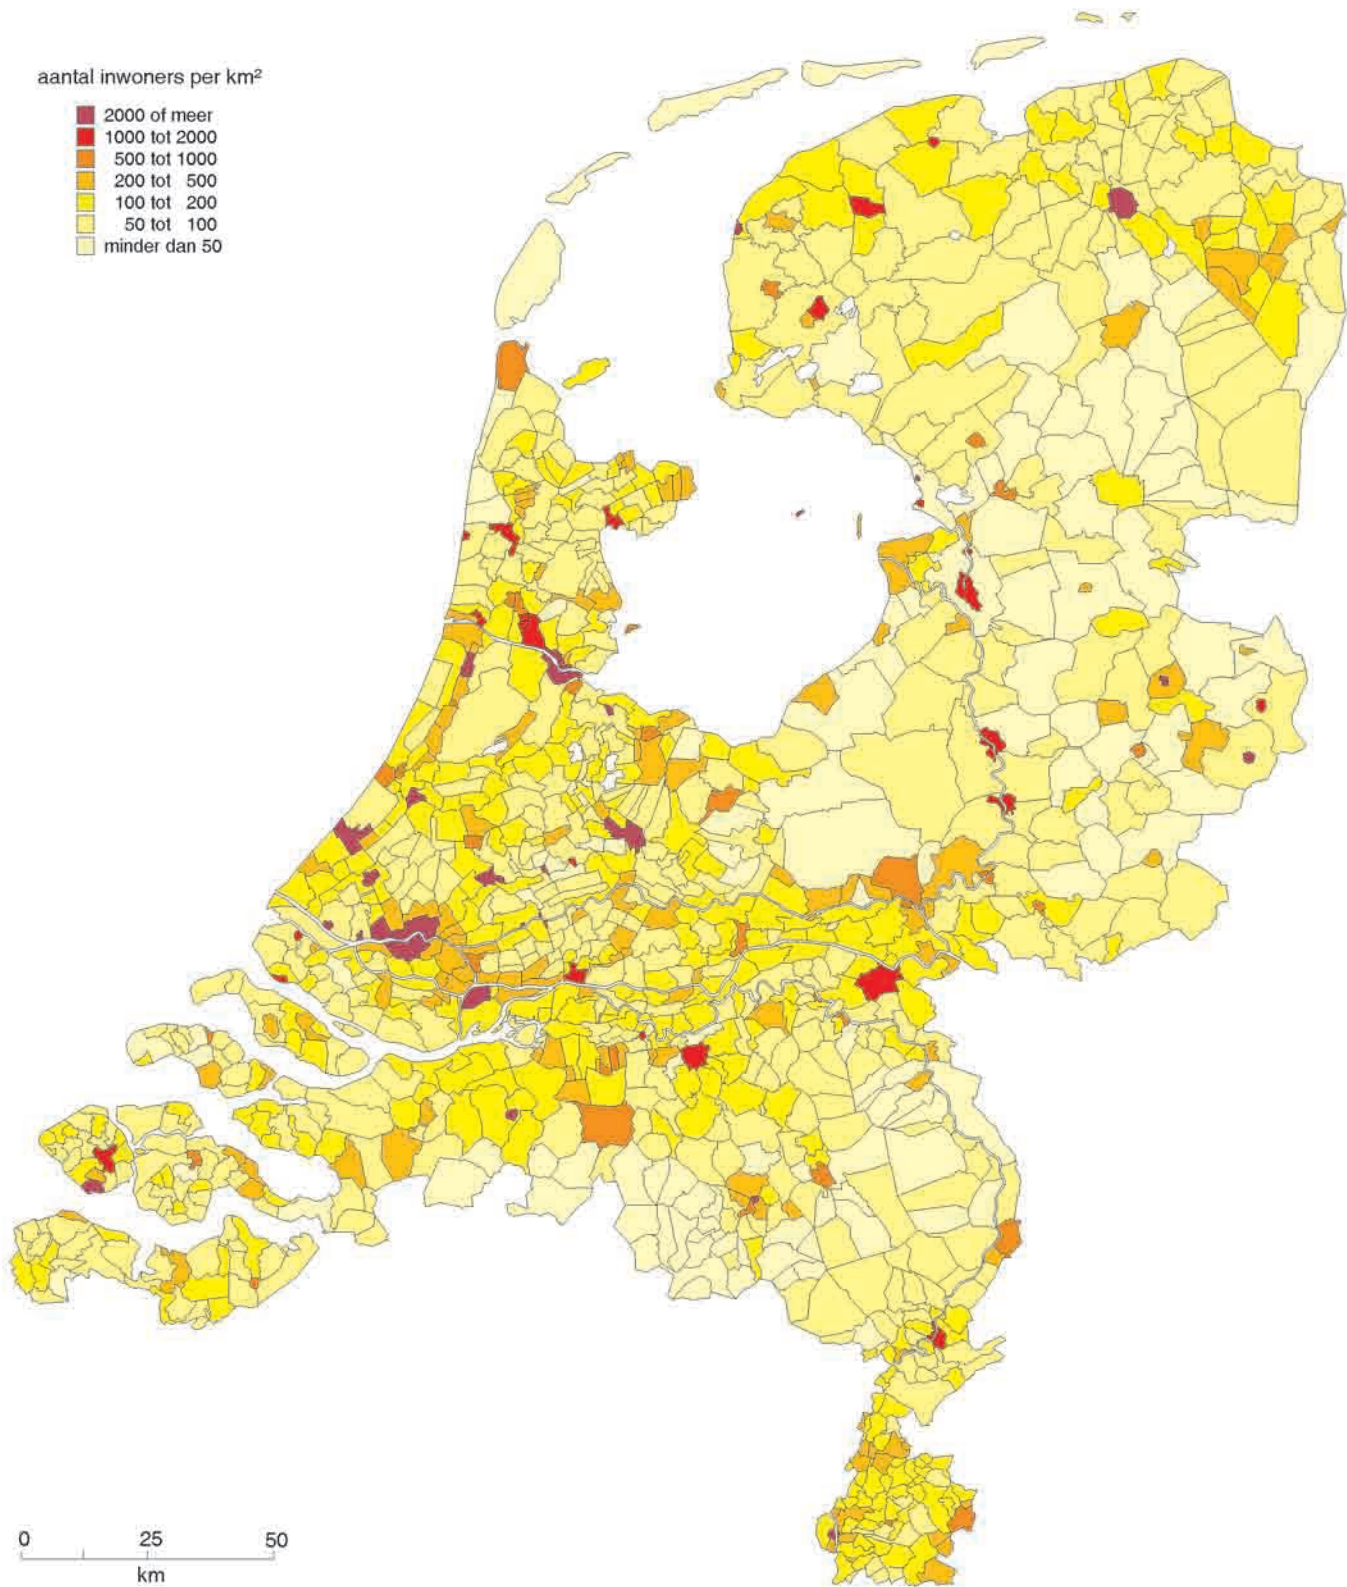 aantal inwoners per km²
2000 of meer
1000 tot 2000
500 tot 1000
200 tot 500
100 tot 200
50 tot 100
minder dan 50
0 25 50
km